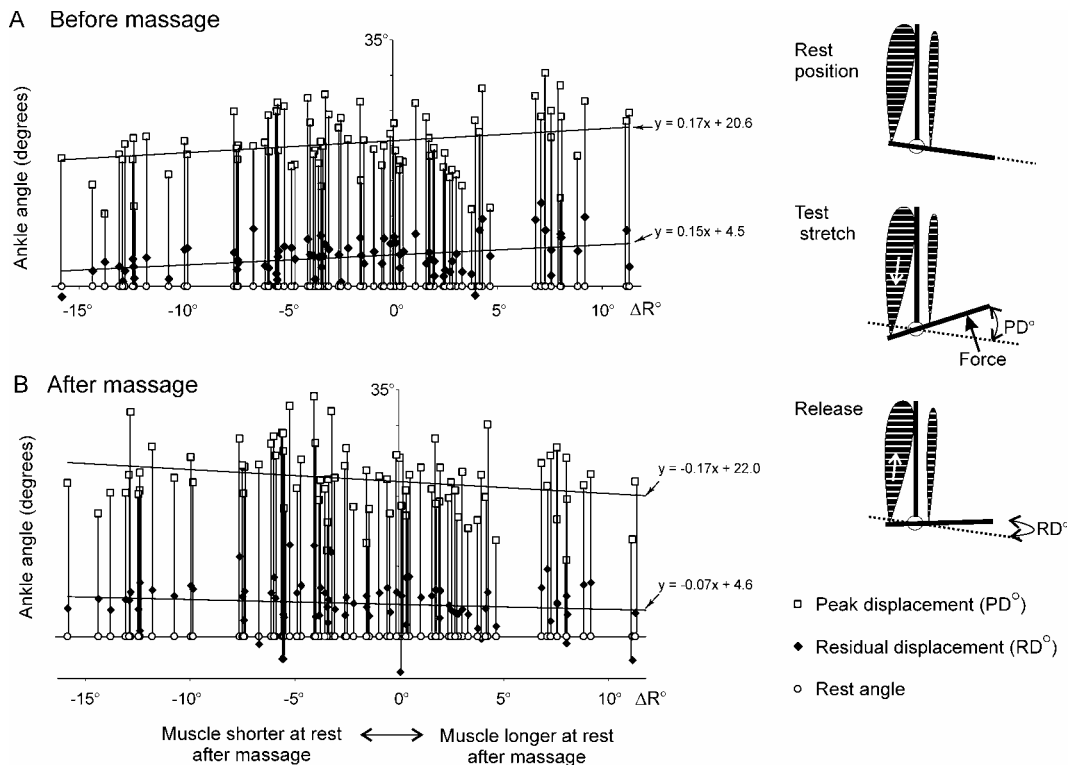 A Before massage
35°
Ankle angle (degrees)
y = 0.17x + 20.6
y = 0.15x + 4.5
-15° -10° -5° 0° 5° 10° ΔR°
B After massage
35°
Ankle angle (degrees)
y = -0.17x + 22.0
y = -0.07x + 4.6
-15° -10° -5° 0° 5° 10° ΔR°
Muscle shorter at rest
after massage
Muscle longer at rest
after massage
Rest
position
Test
stretch
PD°
Force
Release
RD°
Peak displacement (PD°)
Residual displacement (RD°)
Rest angle